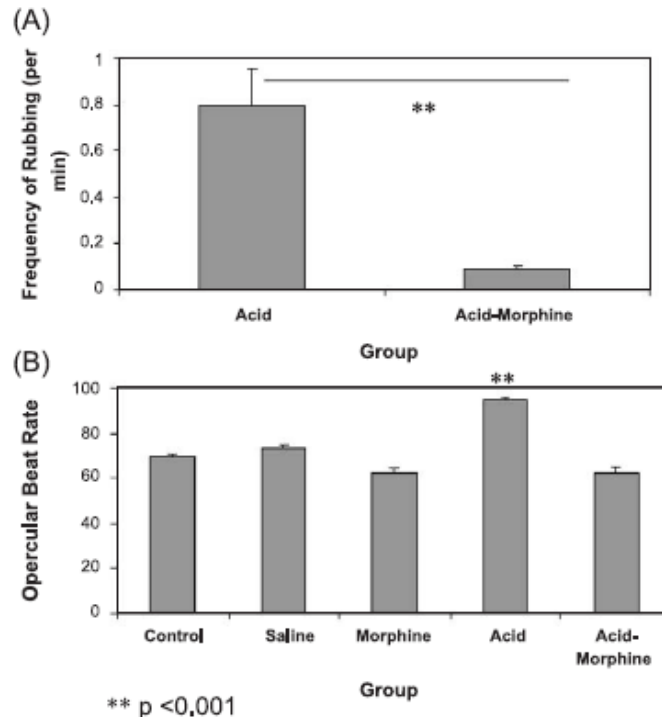 (A)
Frequency of Rubbing (per
min)
1
0.8
0.6
0.4
0.2
0
**
Acid Acid-Morphine
Group
(B)
Opercular Beat Rate
100
80
60
40
20
0
**
Control Saline Morphine Acid Acid-
Morphine
Group
** p <0.001